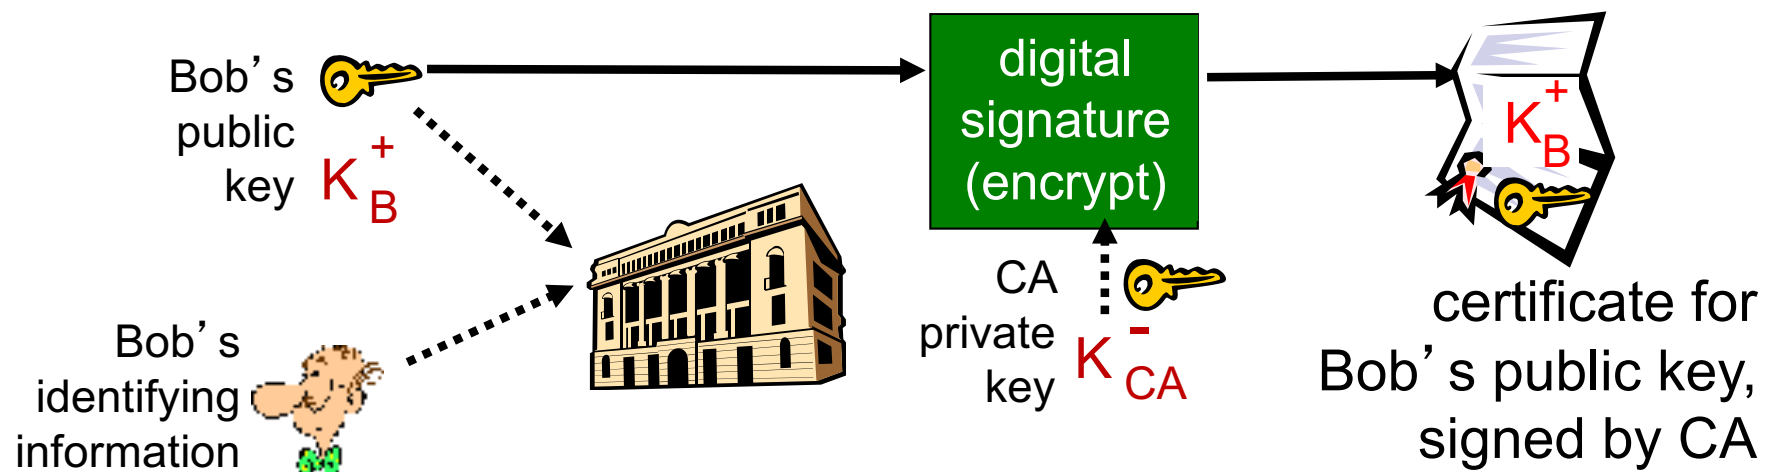 Bob’s
public
key
K
+
B
digital
signature
(encrypt)
K
+
B
CA
private
key
K
-
CA
Bob’s
identifying
information
certificate for
Bob’s public key,
signed by CA